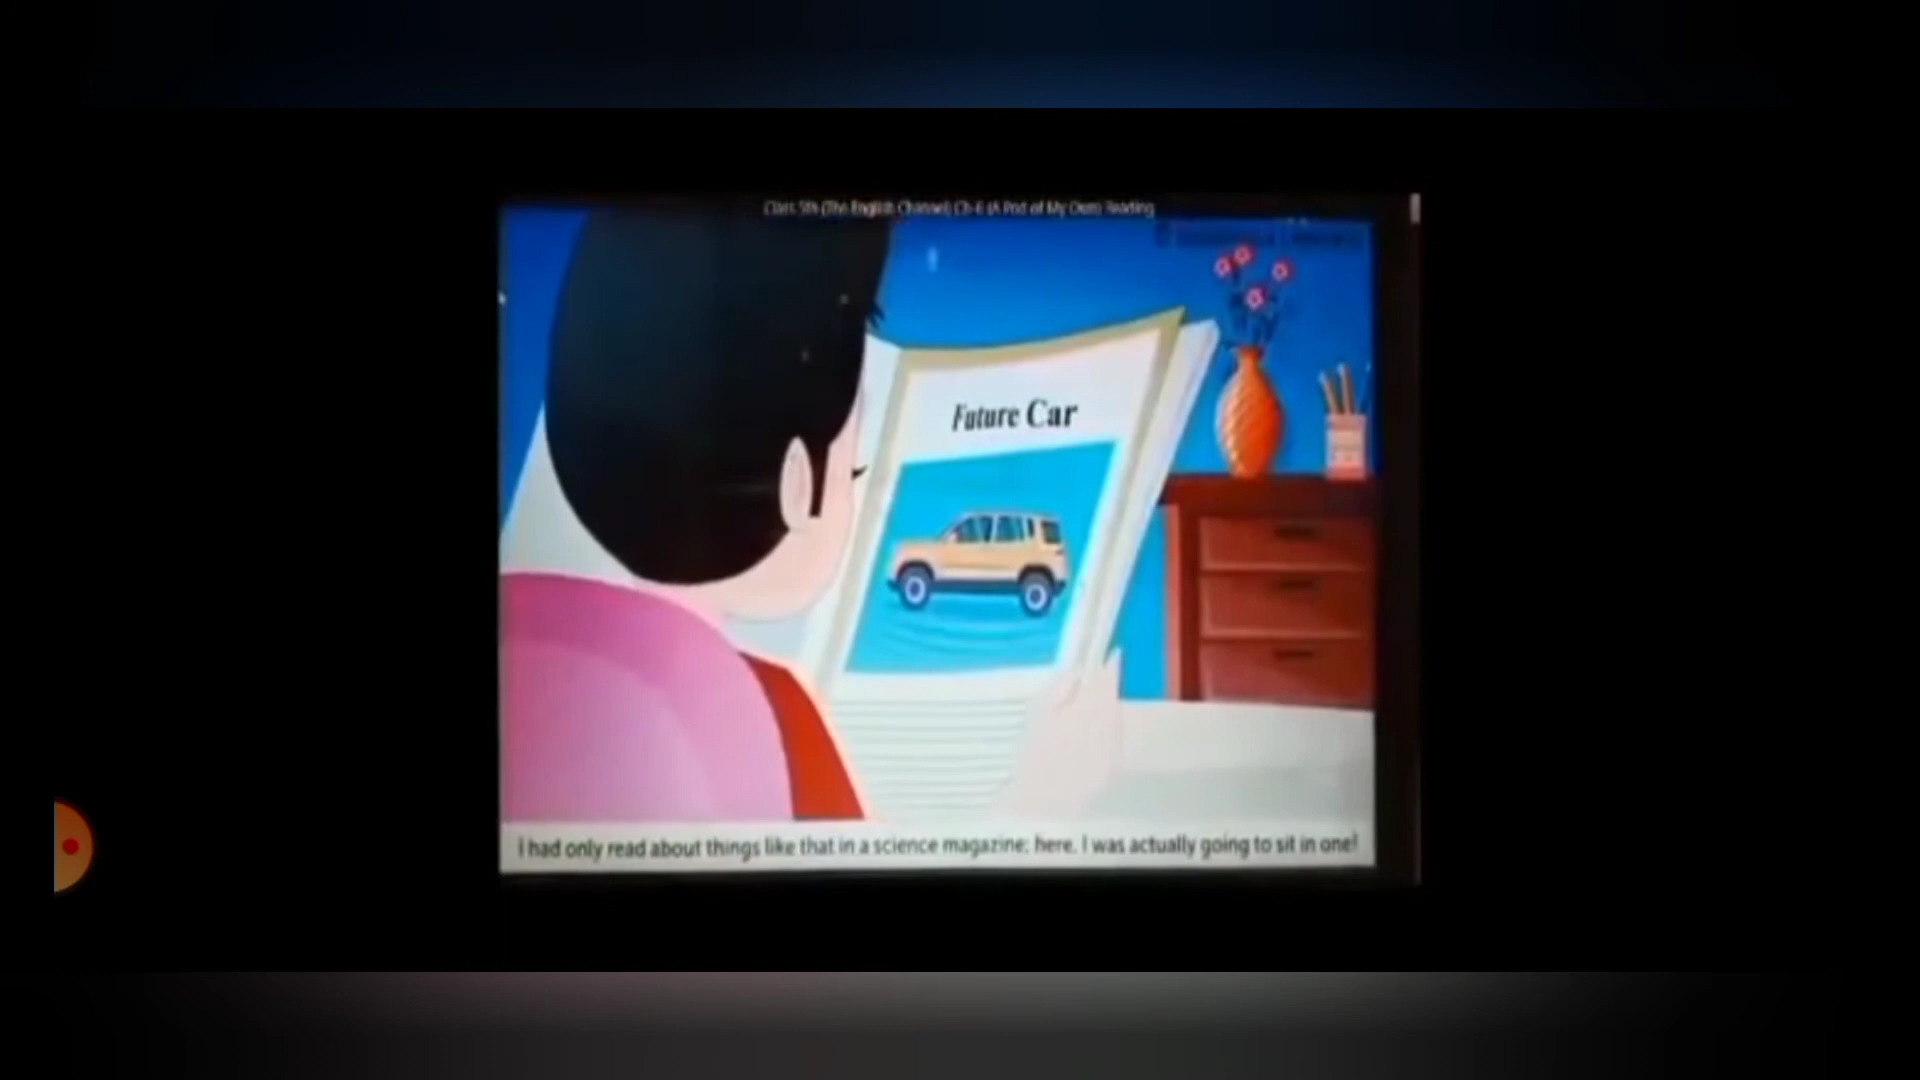 Class 5th (The English Channel) Ch-6 (A Pod of My Own) Reading
Future Car
I had only read about things like that in a science magazine; here, I was actually going to sit in one!